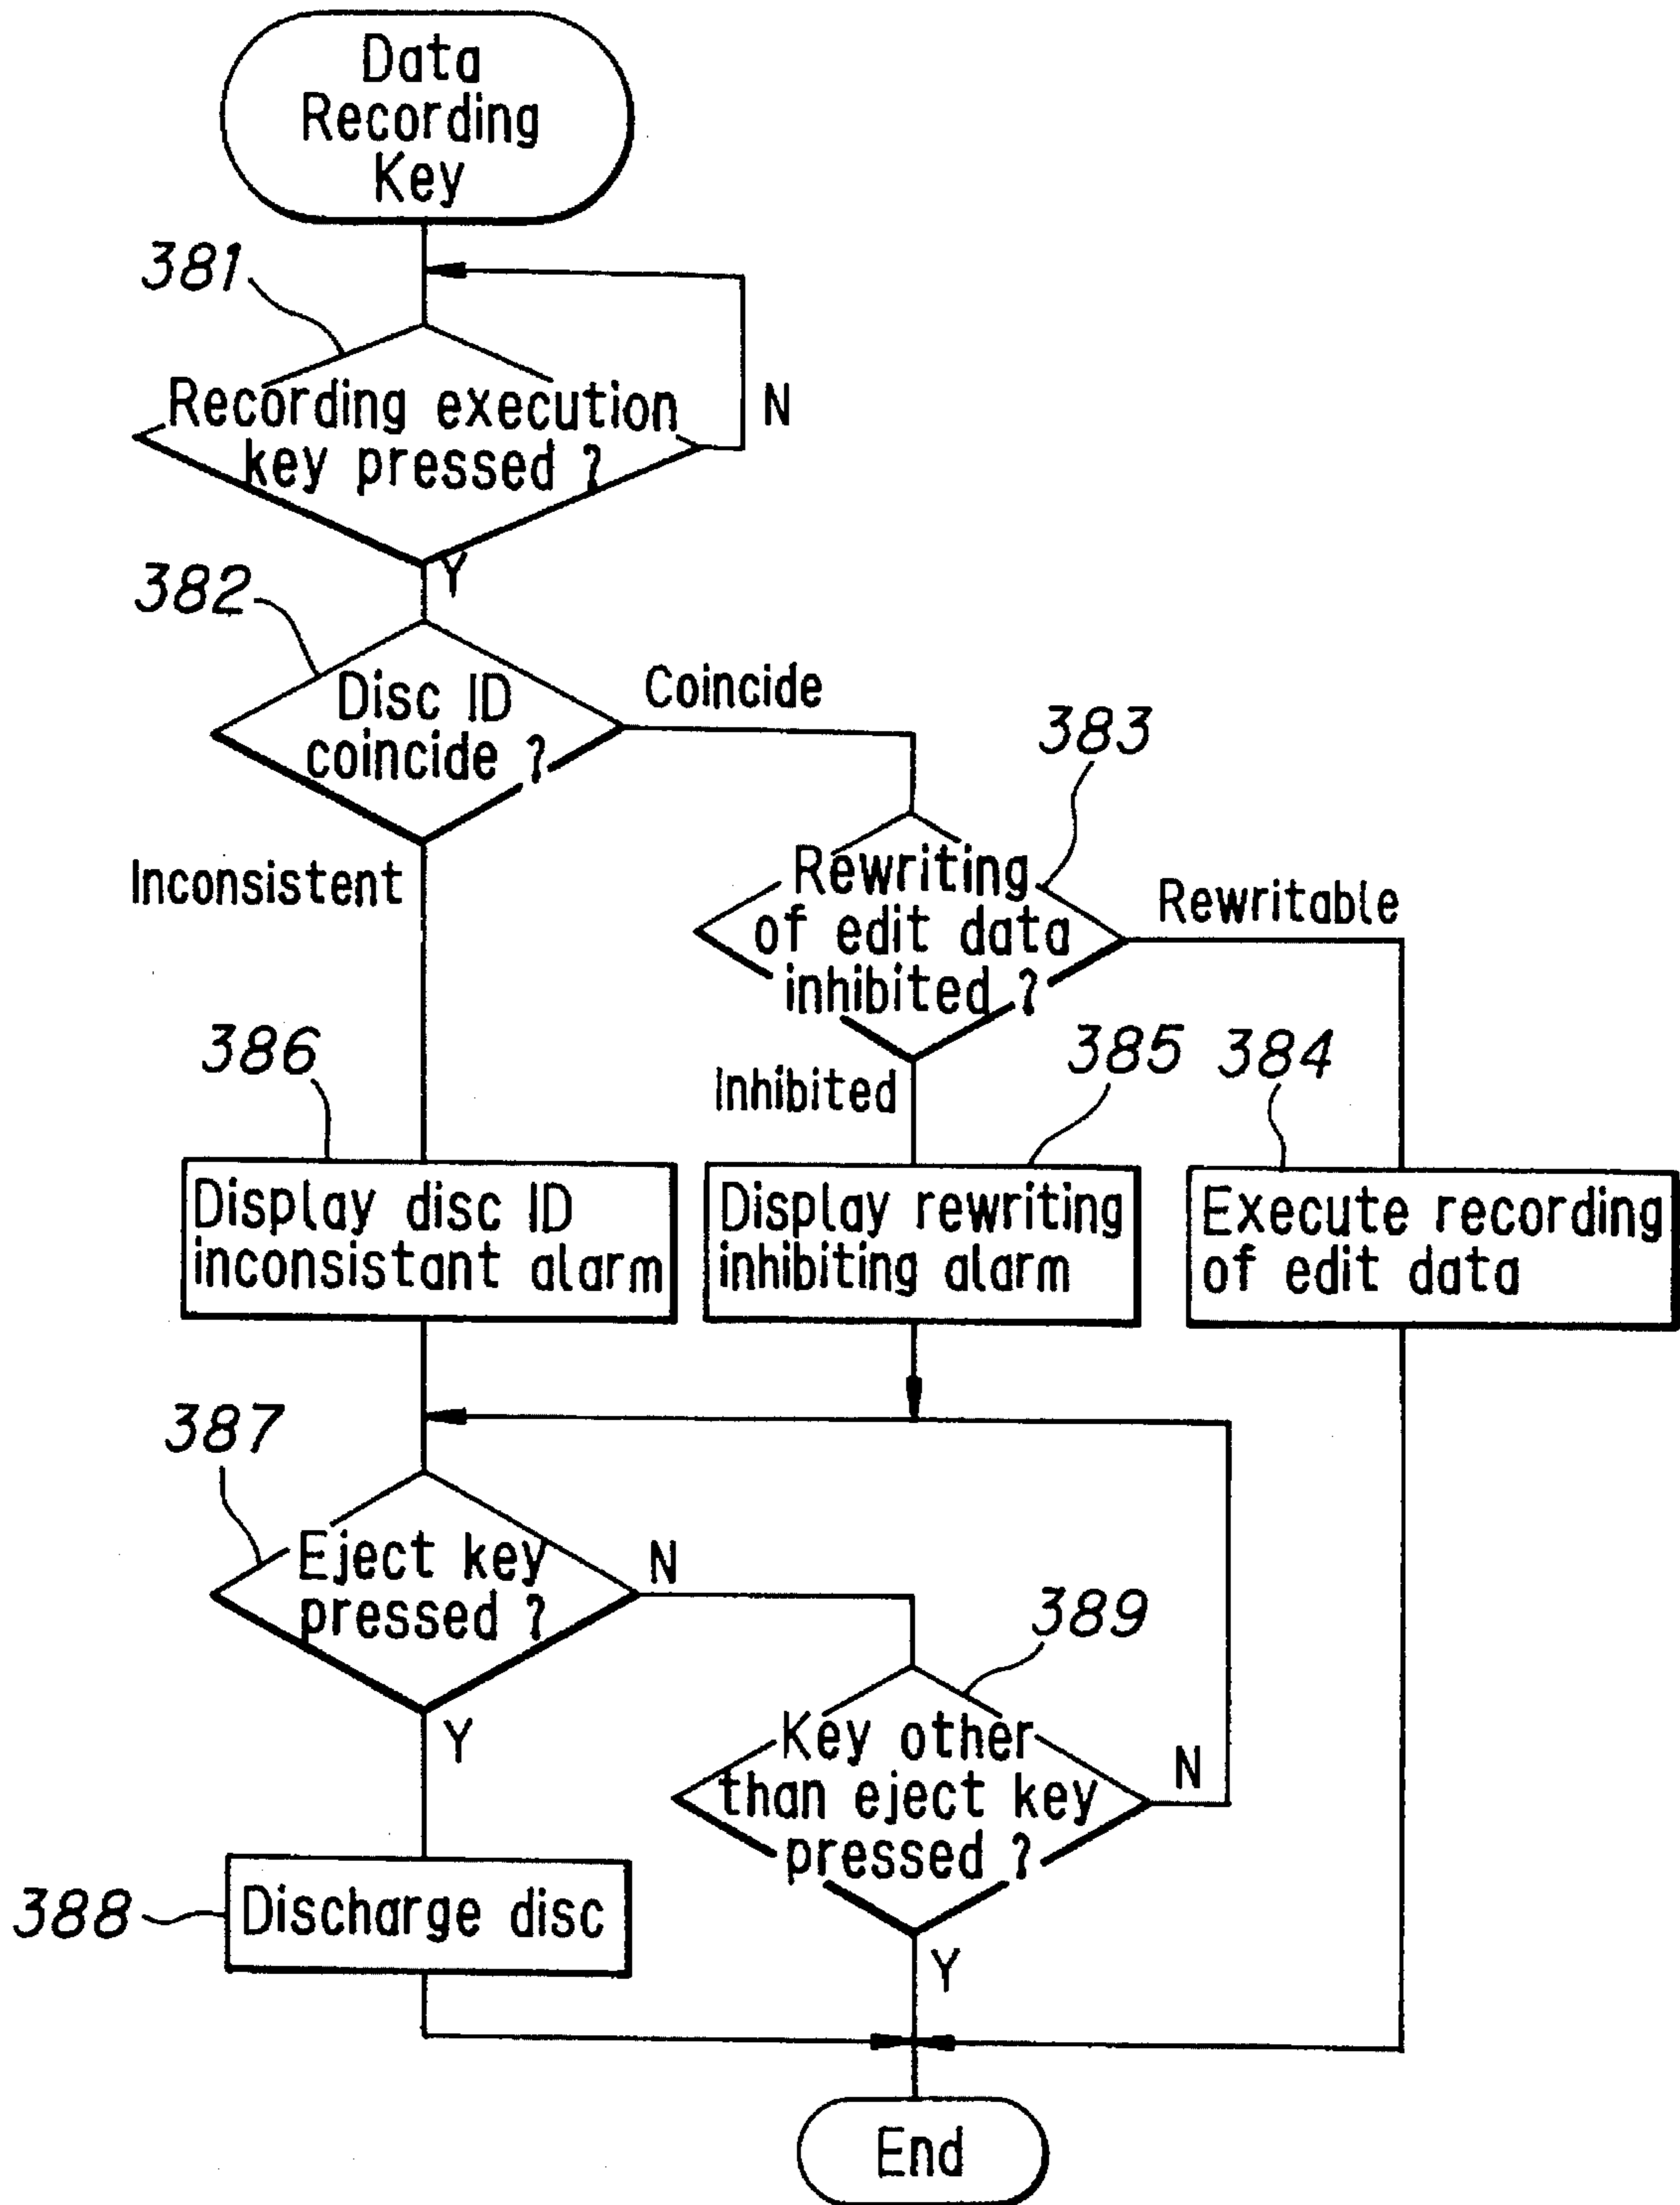 Data
Recording
Key
381
Recording execution
key pressed ?
N
Y
382
Disc ID
coincide ?
Coincide
Inconsistent
383
Rewriting
of edit data
inhibited ?
Rewritable
Inhibited
386
385
384
Display disc ID
inconsistant alarm
Display rewriting
inhibiting alarm
Execute recording
of edit data
387
Eject key
pressed ?
N
Y
389
Key other
than eject key
pressed ?
N
Y
388
Discharge disc
End